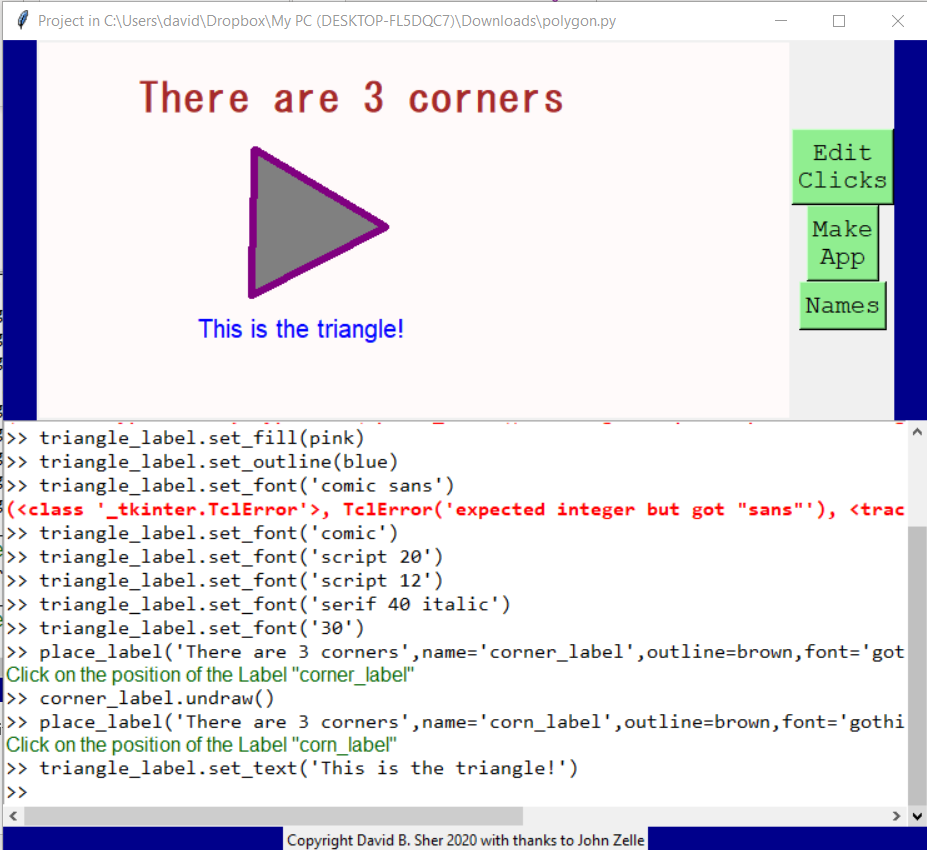 Project in C:\Users\david\Dropbox\My PC (DESKTOP-FL5DQC7)\Downloads\polygon.py
There are 3 corners
This is the triangle!
Edit
Clicks
Make
App
Names
>> triangle_label.set_fill(pink)
>> triangle_label.set_outline(blue)
>> triangle_label.set_font('comic sans')
(<class '_tkinter.TclError'>, TclError('expected integer but got "sans"'), <trac
>> triangle_label.set_font('comic')
>> triangle_label.set_font('script 20')
>> triangle_label.set_font('script 12')
>> triangle_label.set_font('serif 40 italic')
>> triangle_label.set_font('30')
>> place_label('There are 3 corners',name='corner_label',outline=brown,font='got
Click on the position of the Label "corner_label"
>> corner_label.undraw()
>> place_label('There are 3 corners',name='corn_label',outline=brown,font='gothi
Click on the position of the Label "corn_label"
>> triangle_label.set_text('This is the triangle!')
>>
Copyright David B. Sher 2020 with thanks to John Zelle